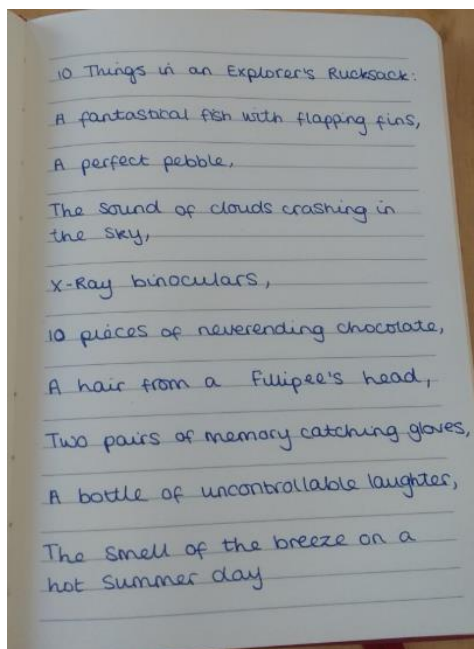 10 Things in an Explorer's Rucksack:
A fantastical fish with flapping fins,
A perfect pebble,
The sound of clouds crashing in
the sky,
X-Ray binoculars,
10 pieces of neverending chocolate,
A hair from a Fillipee's head,
Two pairs of memory catching gloves,
A bottle of uncontrollable laughter,
The smell of the breeze on a
hot summer day